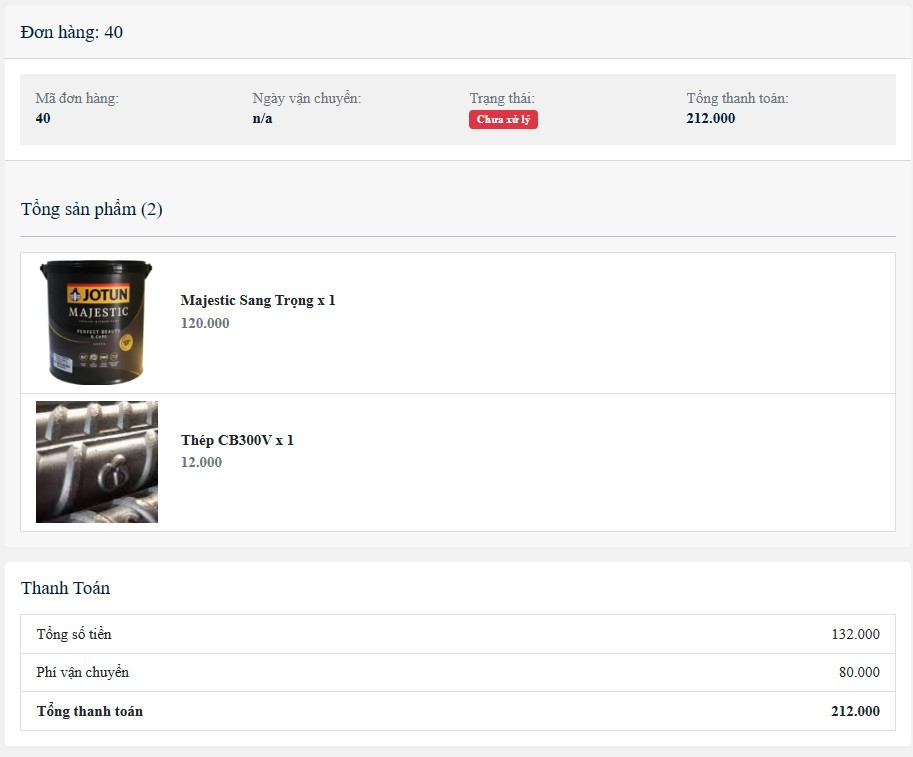 Đơn hàng: 40
Mã đơn hàng: Ngày vận chuyển: Trạng thái: Tổng thanh toán:
40 n/a Chưa xử lý 212.000
Tổng sản phẩm (2)
JOTUN
MAJESTIC
PERFECT BEAUTY
& CARE
Majestic Sang Trọng x 1
120.000
Thép CB300V x 1
12.000
Thanh Toán
Tổng số tiền 132.000
Phí vận chuyển 80.000
Tổng thanh toán 212.000